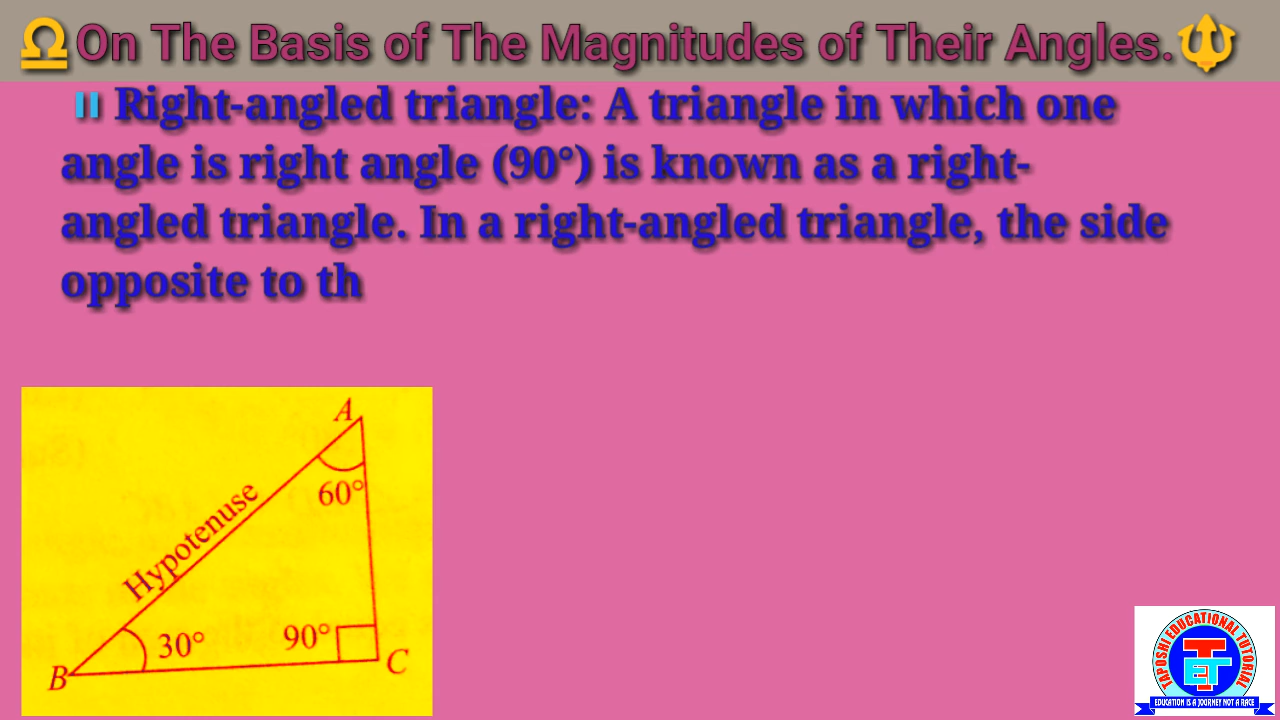 On The Basis of The Magnitudes of Their Angles.
Right-angled triangle: A triangle in which one
angle is right angle (90°) is known as a right-
angled triangle. In a right-angled triangle, the side
opposite to th
A
60°
Hypotenuse
30°
90°
B
C
TAPOSHI EDUCATIONAL TUTORIAL
TET
EDUCATION IS A JOURNEY NOT A RACE